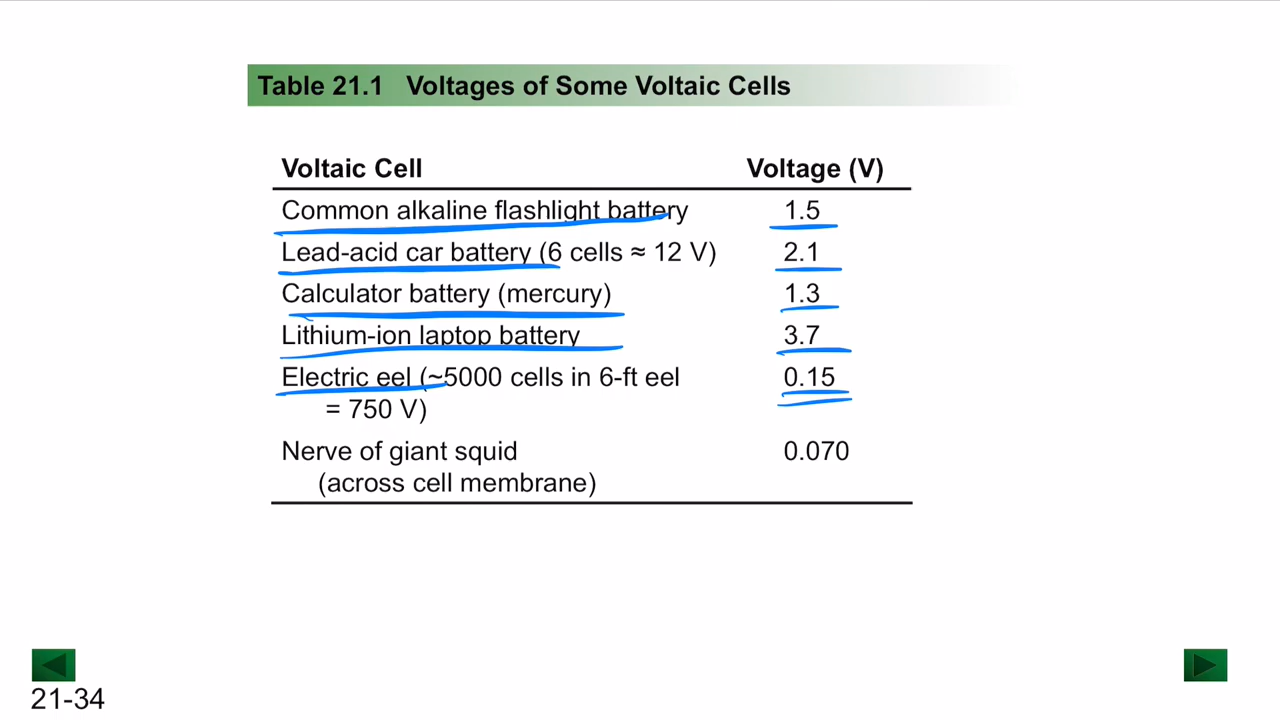 Table 21.1 Voltages of Some Voltaic Cells
Voltaic Cell Voltage (V)
Common alkaline flashlight battery 1.5
Lead-acid car battery (6 cells ≈ 12 V) 2.1
Calculator battery (mercury) 1.3
Lithium-ion laptop battery 3.7
Electric eel (~5000 cells in 6-ft eel 0.15
= 750 V)
Nerve of giant squid 0.070
(across cell membrane)
21-34